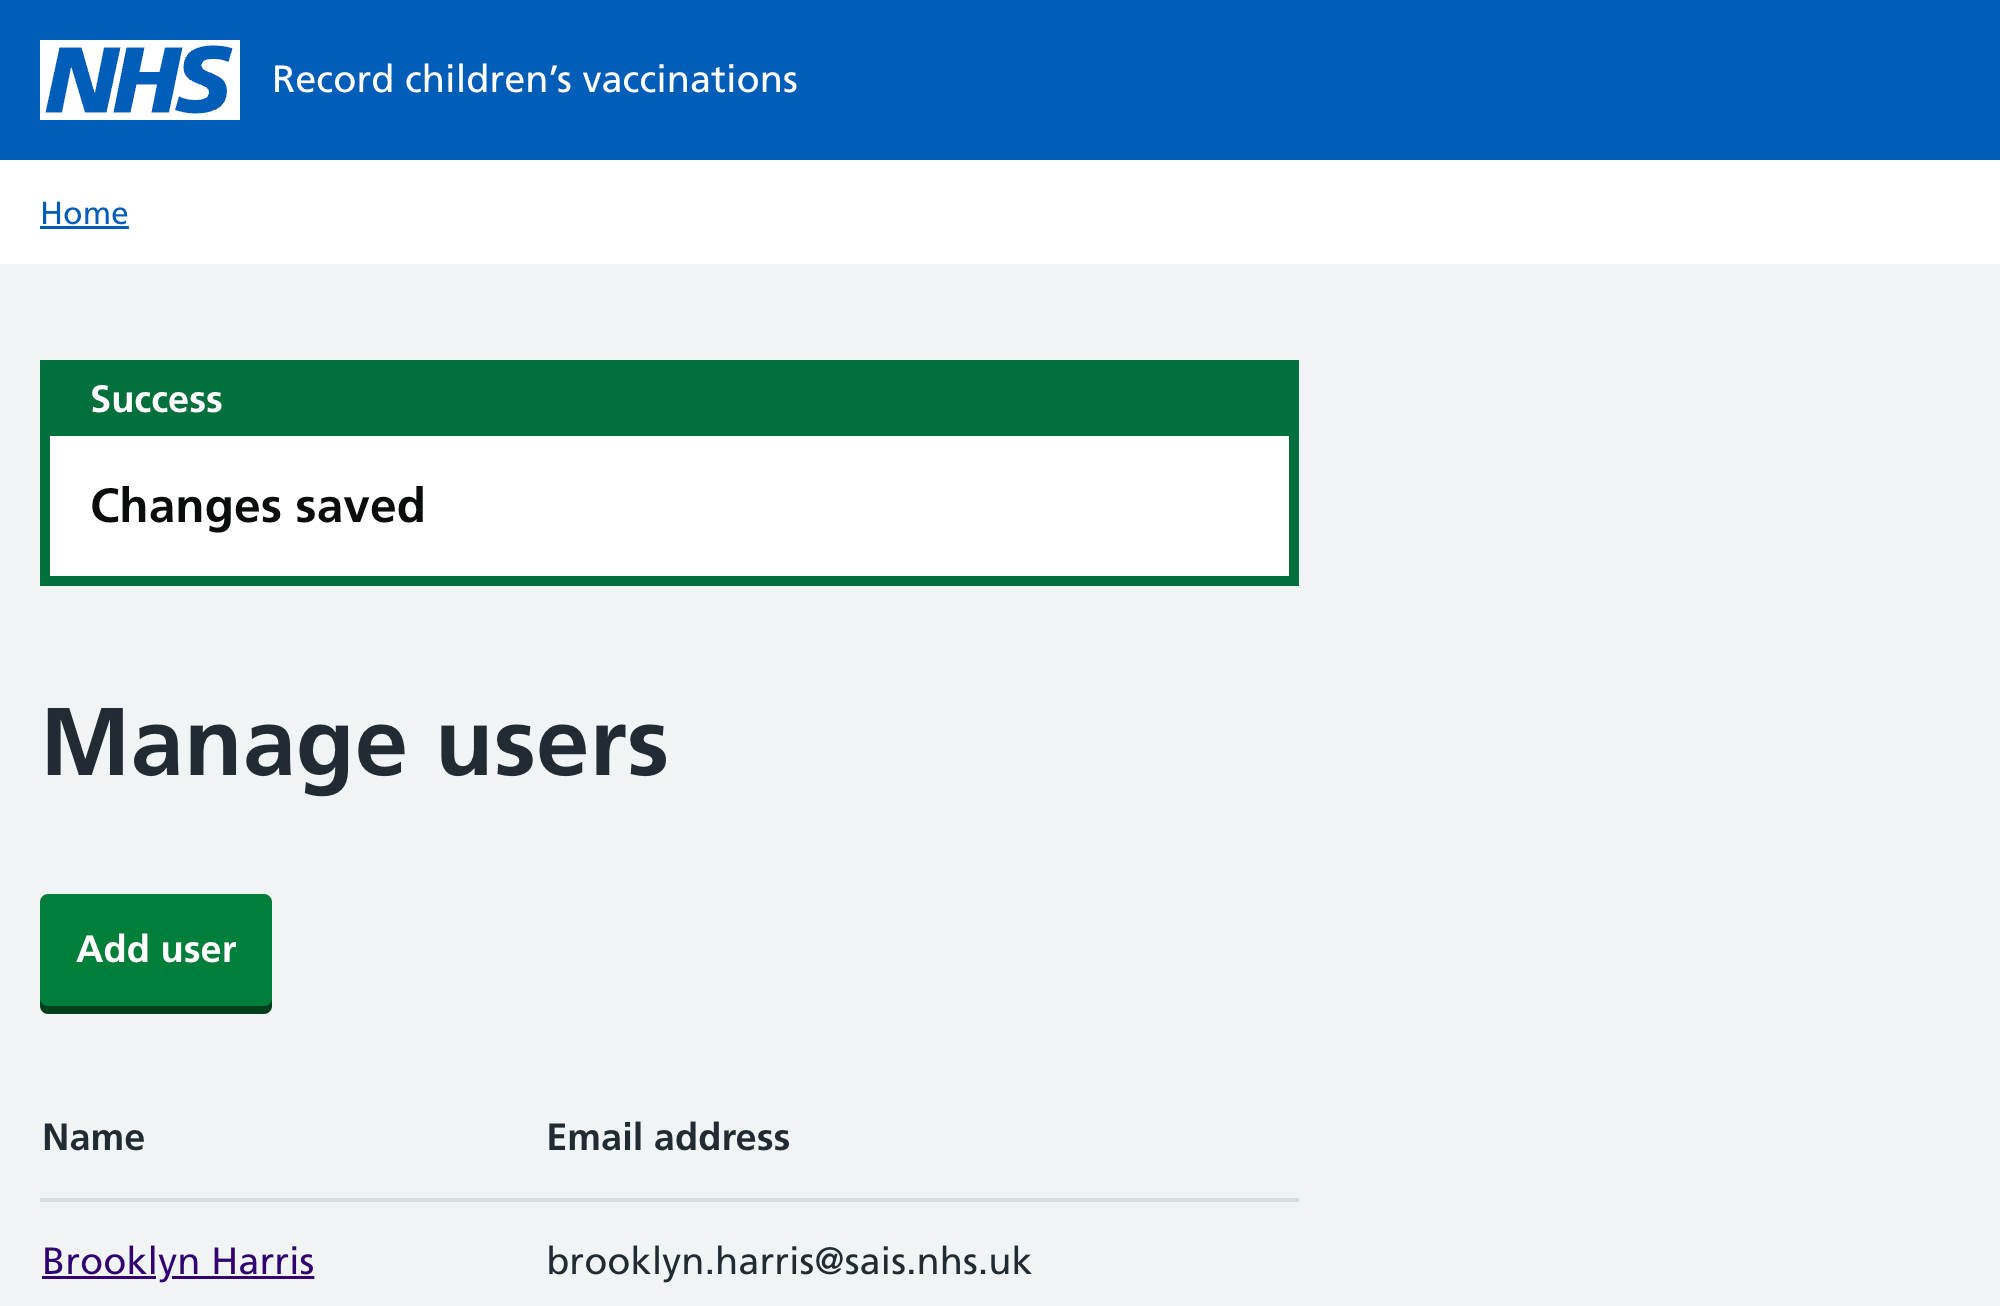 NHS Record children’s vaccinations
Home
Success
Changes saved
Manage users
Add user
Name Email address
Brooklyn Harris brooklyn.harris@sais.nhs.uk